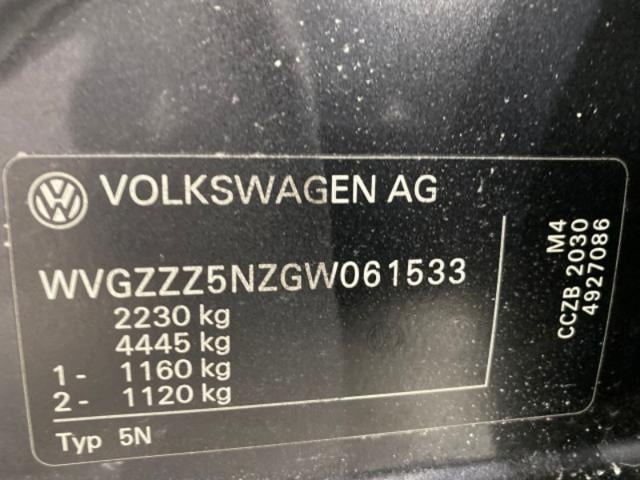 VOLKSWAGEN AG
WVGZZZ5NZGW061533
2230 kg
4445 kg
1 - 1160 kg
2 - 1120 kg
Typ 5N
M4
CCZB 2030
4927086